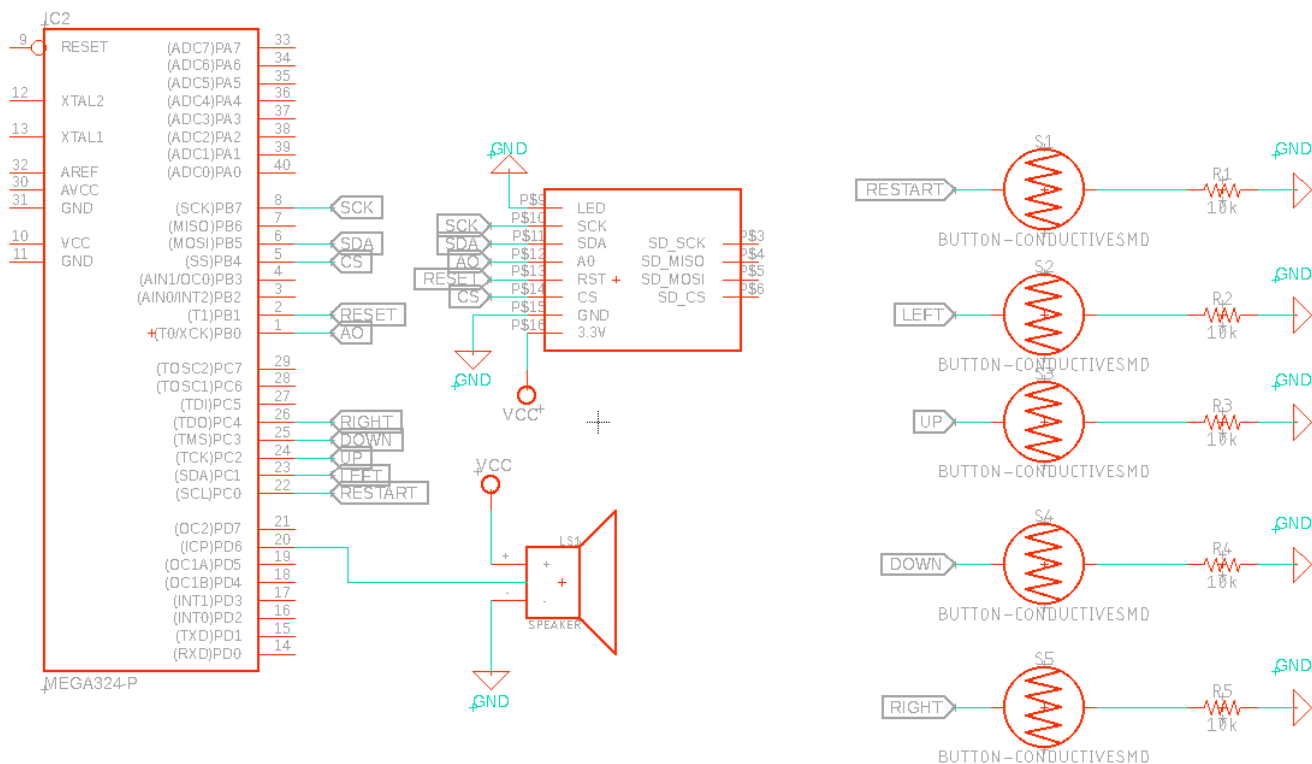 IC2
9 RESET (ADC7)PA7 33
(ADC6)PA6 34
(ADC5)PA5 35
12 XTAL2 (ADC4)PA4 36
(ADC3)PA3 37
13 XTAL1 (ADC2)PA2 38
(ADC1)PA1 39
32 AREF (ADC0)PA0 40
30 AVCC
31 GND (SCK)PB7 8 SCK
(MISO)PB6 7
10 VCC (MOSI)PB5 6 SDA
11 GND (SS)PB4 5 CS
(AIN1/OC0)PB3 4
(AIN0/INT2)PB2 3
(T1)PB1 2 RESET
(T0/XCK)PB0 1 AO
(TOSC2)PC7 29
(TOSC1)PC6 28
(TDI)PC5 27
(TDO)PC4 26 RIGHT
(TMS)PC3 25 DOWN
(TCK)PC2 24 UP
(SDA)PC1 23 LEFT
(SCL)PC0 22 RESTART
(OC2)PD7 21
(ICP)PD6 20
(OC1A)PD5 19
(OC1B)PD4 18
(INT1)PD3 17
(INT0)PD2 16
(TXD)PD1 15
(RXD)PD0 14
MEGA324-P
GND
P$9 LED
SCK P$10 SCK
SDA P$11 SDA SD_SCK P$3
AO P$12 A0 SD_MISO P$4
RESET P$13 RST SD_MOSI P$5
CS P$14 CS SD_CS P$6
P$15 GND
P$16 3.3V
GND
VCC
VCC
LS1
+ +
- -
SPEAKER
GND
S1 GND
RESTART R1
10k
BUTTON-CONDUCTIVESMD
S2 GND
LEFT R2
10k
BUTTON-CONDUCTIVESMD
S3 GND
UP R3
10k
BUTTON-CONDUCTIVESMD
S4 GND
DOWN R4
10k
BUTTON-CONDUCTIVESMD
S5 GND
RIGHT R5
10k
BUTTON-CONDUCTIVESMD